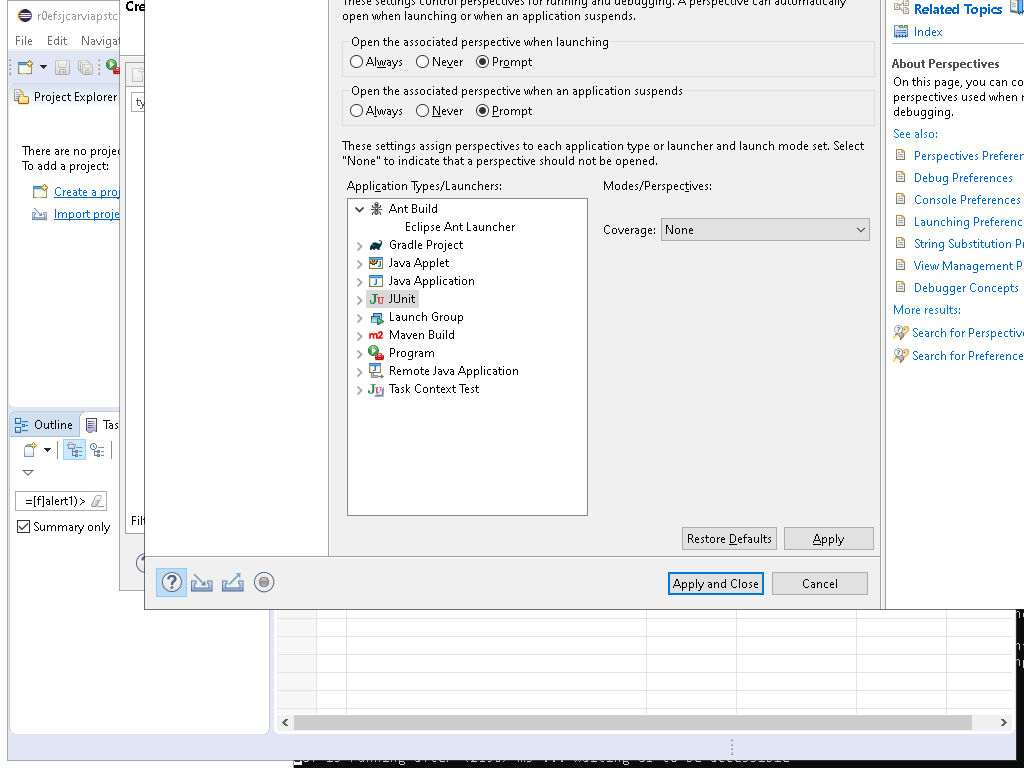 r0efsjcarviapstc
Cre
File Edit Naviga
Project Explorer
There are no proje
To add a project:
Create a proj
Import proje
Outline
Tas
=[f]alert1)>
Summary only
ty
Filt
These settings control perspectives for running and debugging. A perspective can automatically
open when launching or when an application suspends.
Open the associated perspective when launching
Always Never Prompt
Open the associated perspective when an application suspends
Always Never Prompt
These settings assign perspectives to each application type or launcher and launch mode set. Select
"None" to indicate that a perspective should not be opened.
Application Types/Launchers:
Modes/Perspectives:
Ant Build
Eclipse Ant Launcher
Gradle Project
Java Applet
Java Application
JUnit
Launch Group
Maven Build
Program
Remote Java Application
Task Context Test
Coverage: None
Restore Defaults
Apply
Apply and Close
Cancel
Related Topics
Index
About Perspectives
On this page, you can co
perspectives used when r
debugging.
See also:
Perspectives Preferen
Debug Preferences
Console Preferences
Launching Preferenc
String Substitution Pr
View Management P
Debugger Concepts
More results:
Search for Perspective
Search for Preference